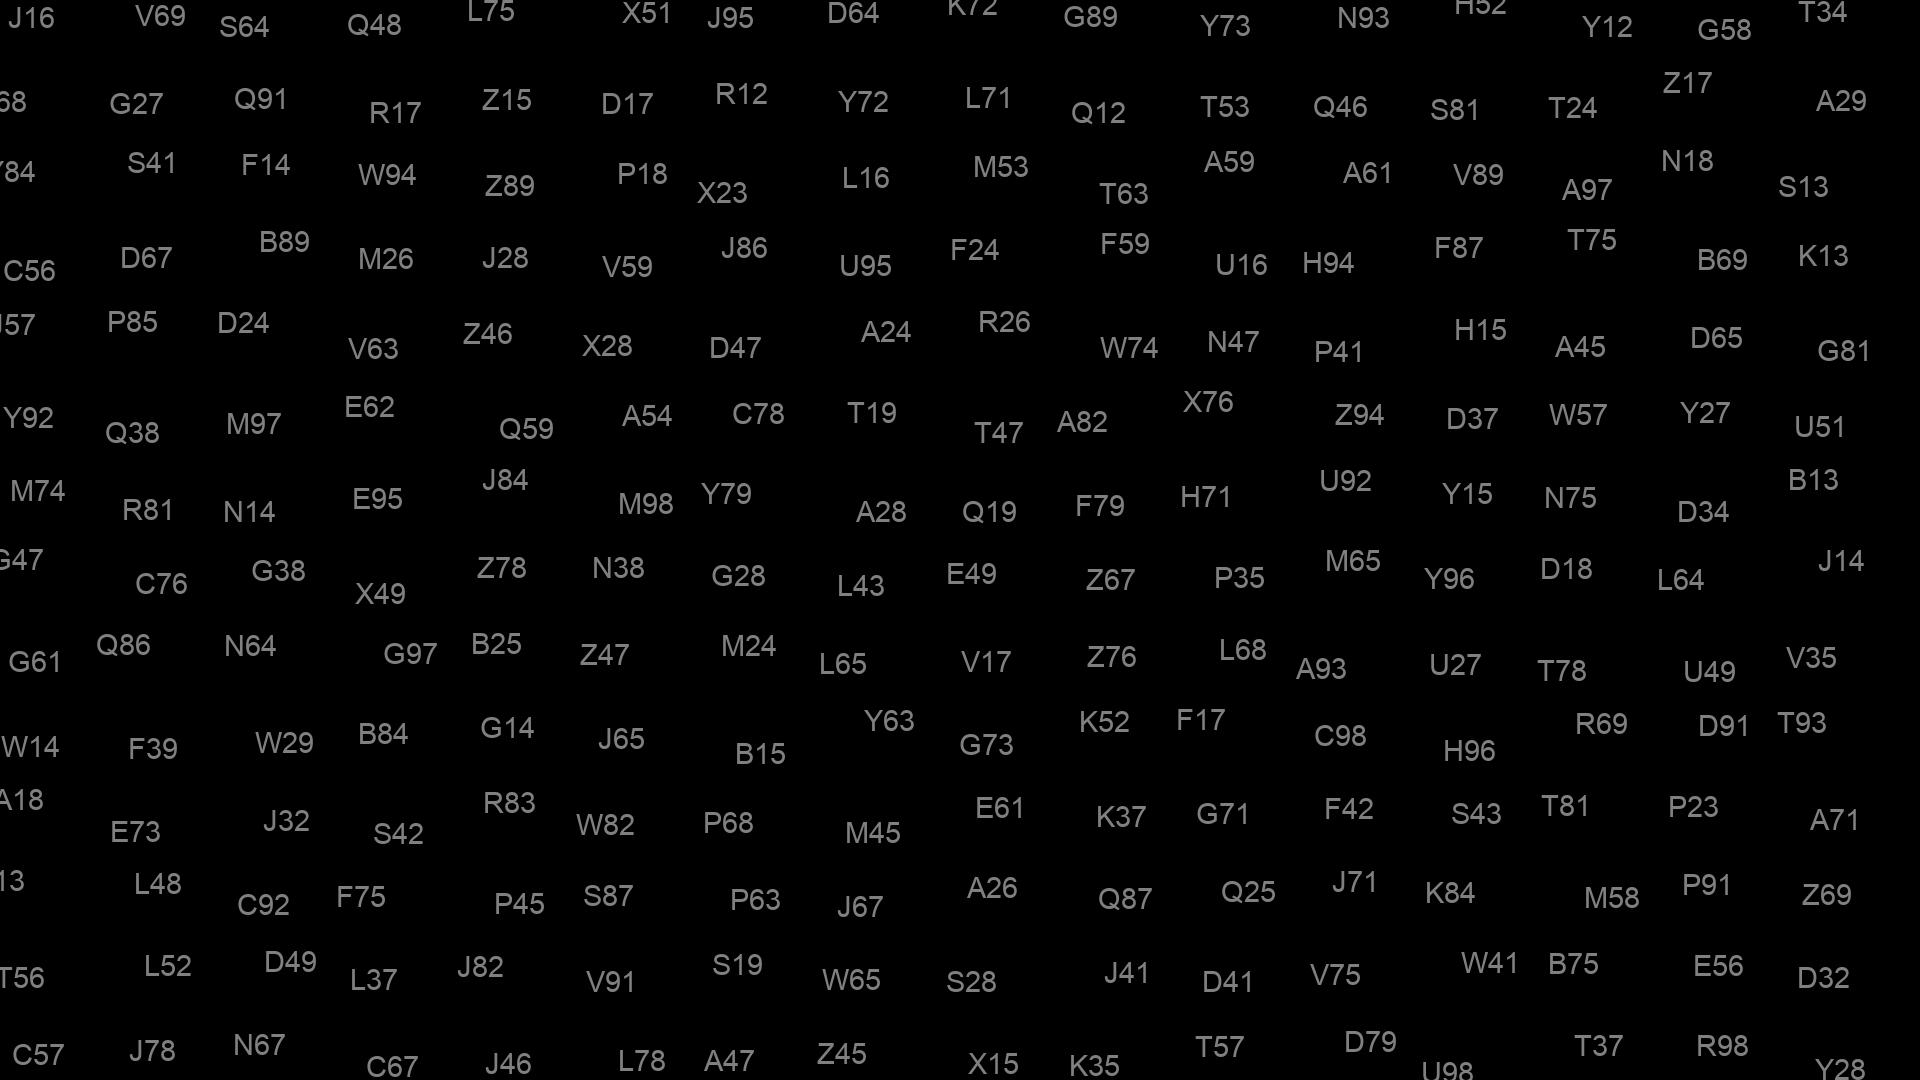 J16 V69 S64 Q48 L75 X51 J95 D64 K72 G89 Y73 N93 H52 Y12 G58 T34
68 G27 Q91 R17 Z15 D17 R12 Y72 L71 Q12 T53 Q46 S81 T24 Z17 A29
Y84 S41 F14 W94 Z89 P18 X23 L16 M53 T63 A59 A61 V89 A97 N18 S13
C56 D67 B89 M26 J28 V59 J86 U95 F24 F59 U16 H94 F87 T75 B69 K13
J57 P85 D24 V63 Z46 X28 D47 A24 R26 W74 N47 P41 H15 A45 D65 G81
Y92 Q38 M97 E62 Q59 A54 C78 T19 T47 A82 X76 Z94 D37 W57 Y27 U51
M74 R81 N14 E95 J84 M98 Y79 A28 Q19 F79 H71 U92 Y15 N75 D34 B13
G47 C76 G38 X49 Z78 N38 G28 L43 E49 Z67 P35 M65 Y96 D18 L64 J14
G61 Q86 N64 G97 B25 Z47 M24 L65 V17 Z76 L68 A93 U27 T78 U49 V35
W14 F39 W29 B84 G14 J65 B15 Y63 G73 K52 F17 C98 H96 R69 D91 T93
A18 E73 J32 S42 R83 W82 P68 M45 E61 K37 G71 F42 S43 T81 P23 A71
13 L48 C92 F75 P45 S87 P63 J67 A26 Q87 Q25 J71 K84 M58 P91 Z69
T56 L52 D49 L37 J82 V91 S19 W65 S28 J41 D41 V75 W41 B75 E56 D32
C57 J78 N67 C67 J46 L78 A47 Z45 X15 K35 T57 D79 U98 T37 R98 Y28